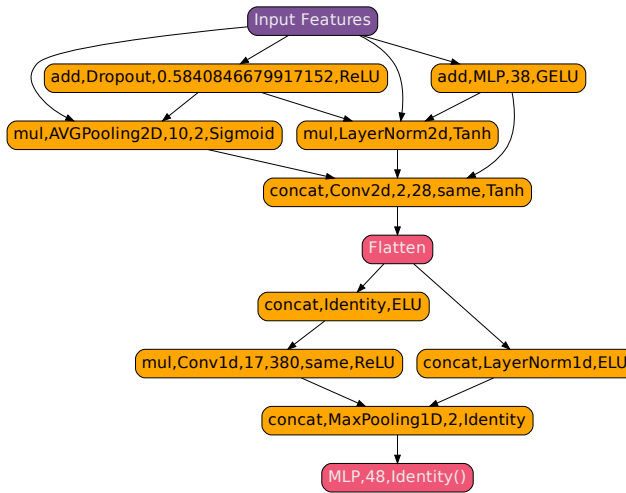 Input Features
add,Dropout,0.5840846679917152,ReLU
add,MLP,38,GELU
mul,AVGPooling2D,10,2,Sigmoid
mul,LayerNorm2d,Tanh
concat,Conv2d,2,28,same,Tanh
Flatten
concat,Identity,ELU
mul,Conv1d,17,380,same,ReLU
concat,LayerNorm1d,ELU
concat,MaxPooling1D,2,Identity
MLP,48,Identity()